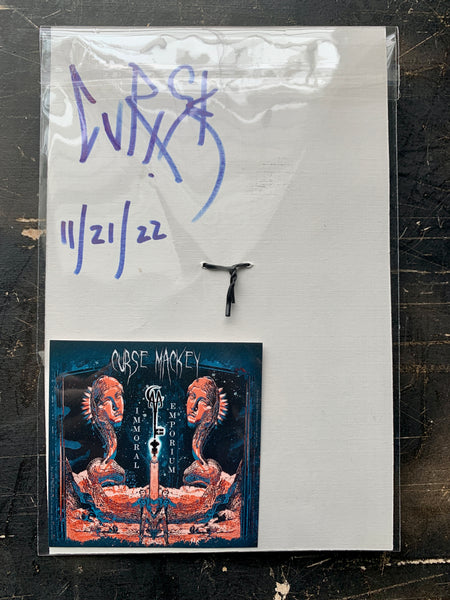 CURSE
11/21/22
CURSE MACKEY
IMMORAL
EMPORIUM